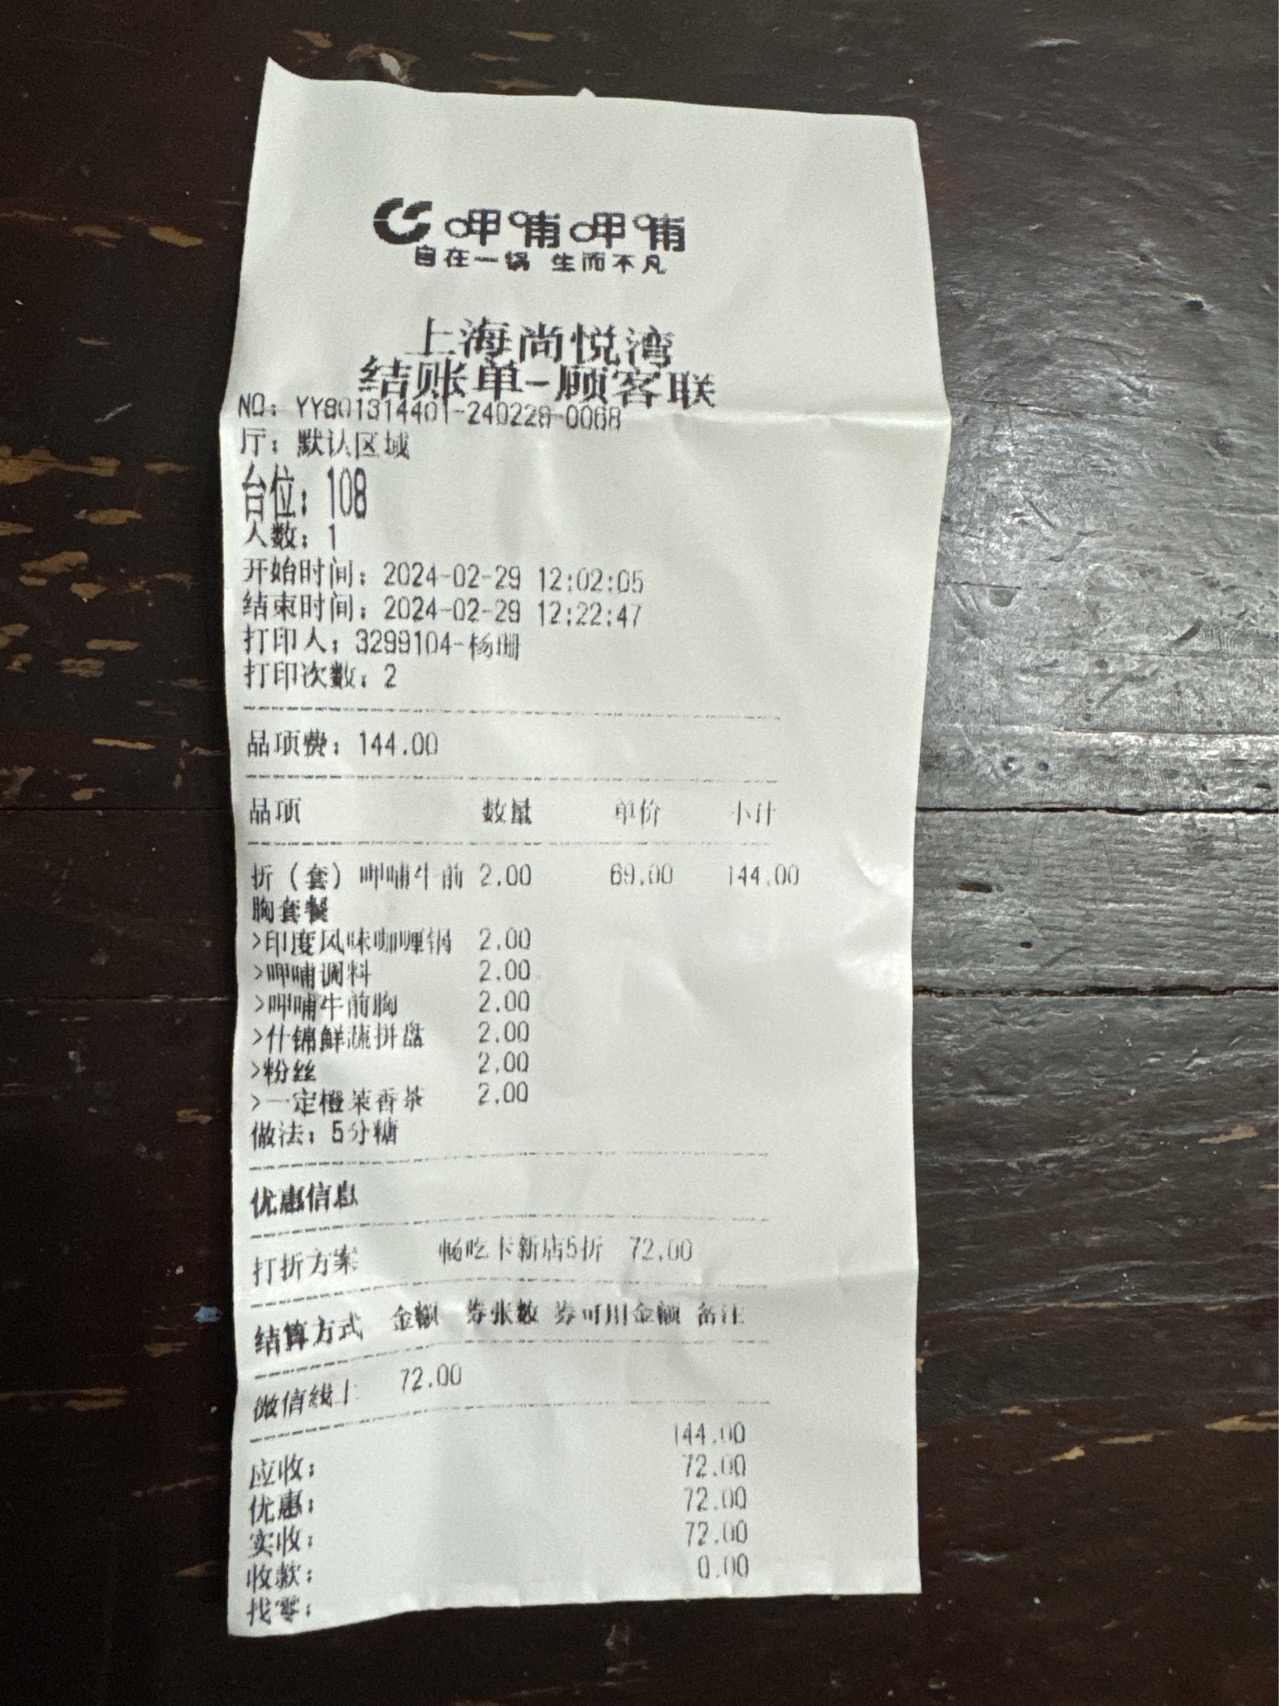 呷哺呷哺
自在一锅 生而不凡
上海尚悦湾
结账单-顾客联
NO: YY801314401-240229-0068
厅: 默认区域
台位: 108
人数: 1
开始时间: 2024-02-29 12:02:05
结束时间: 2024-02-29 12:22:47
打印人: 3299104-杨珊
打印次数: 2
品项费: 144.00
品项 数量 单价 小计
折(套) 呷哺牛前 2.00 69.00 144.00
胸套餐
>印度风味咖喱锅 2.00
>呷哺调料 2.00
>呷哺牛前胸 2.00
>什锦鲜蔬拼盘 2.00
>粉丝 2.00
>一定橙茉香茶 2.00
做法: 5分糖
优惠信息
打折方案 畅吃卡新店5折 72.00
结算方式 金额 券张数 券可用金额 备注
微信线上 72.00
应收: 144.00
优惠: 72.00
实收: 72.00
收款: 72.00
找零: 0.00